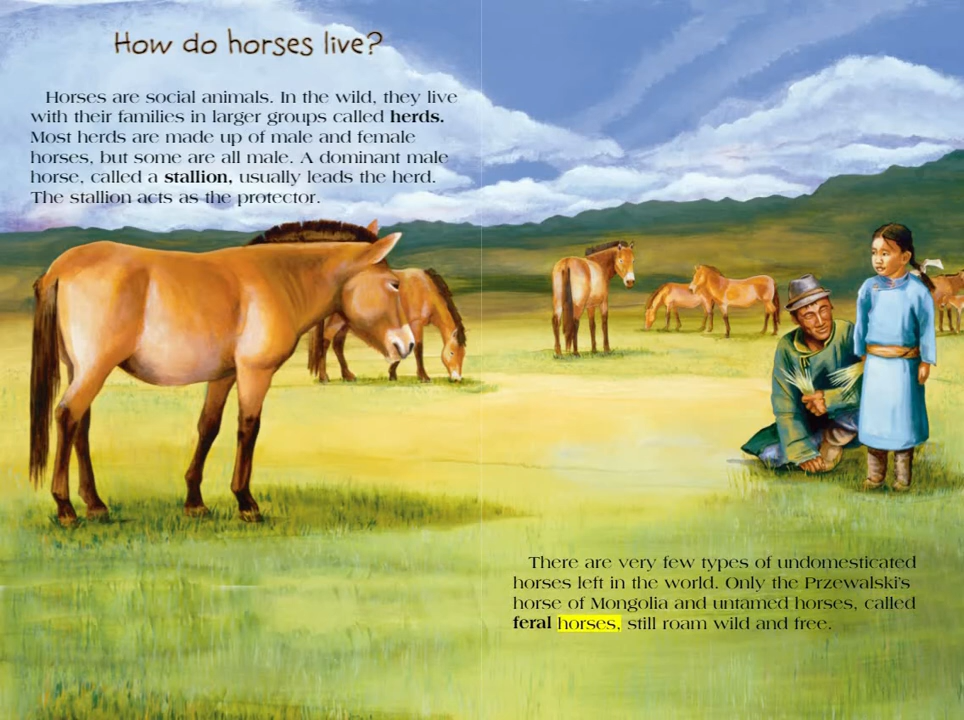 How do horses live?
Horses are social animals. In the wild, they live
with their families in larger groups called herds.
Most herds are made up of male and female
horses, but some are all male. A dominant male
horse, called a stallion, usually leads the herd.
The stallion acts as the protector.
There are very few types of undomesticated
horses left in the world. Only the Przewalski's
horse of Mongolia and untamed horses, called
feral horses, still roam wild and free.